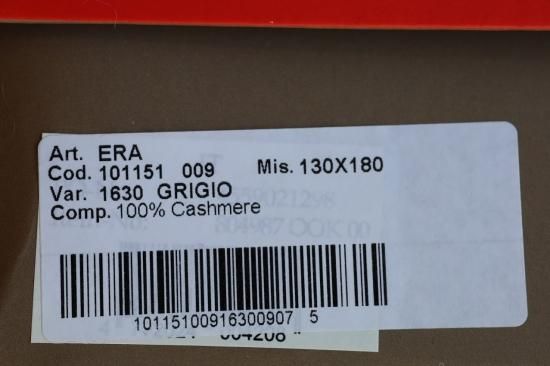 Art. ERA
Cod. 101151 009 Mis. 130X180
Var. 1630 GRIGIO
Comp. 100% Cashmere
10115100916300907 5